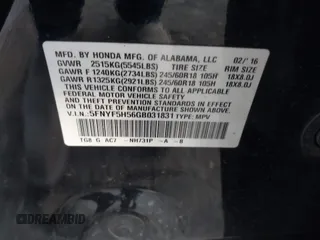 MFD. BY HONDA MFG. OF ALABAMA, LLC 02/'16
GVWR 2515KG(5545LBS) TIRE SIZE RIM SIZE
GAWR F 1240KG(2734LBS) 245/60R18 105H 18X8.0J
GAWR R 1325KG(2921LBS) 245/60R18 105H 18X8.0J
THIS VEHICLE CONFORMS TO ALL APPLICABLE
FEDERAL MOTOR VEHICLE SAFETY AND
THEFT PREVENTION STANDARDS IN EFFECT ON
THE DATE OF MANUFACTURE SHOWN ABOVE.
V.I.N.: 5FNYF5H56GB031831 TYPE: MPV
TG8 G AC7 NH731P -A -B
DREAMBID